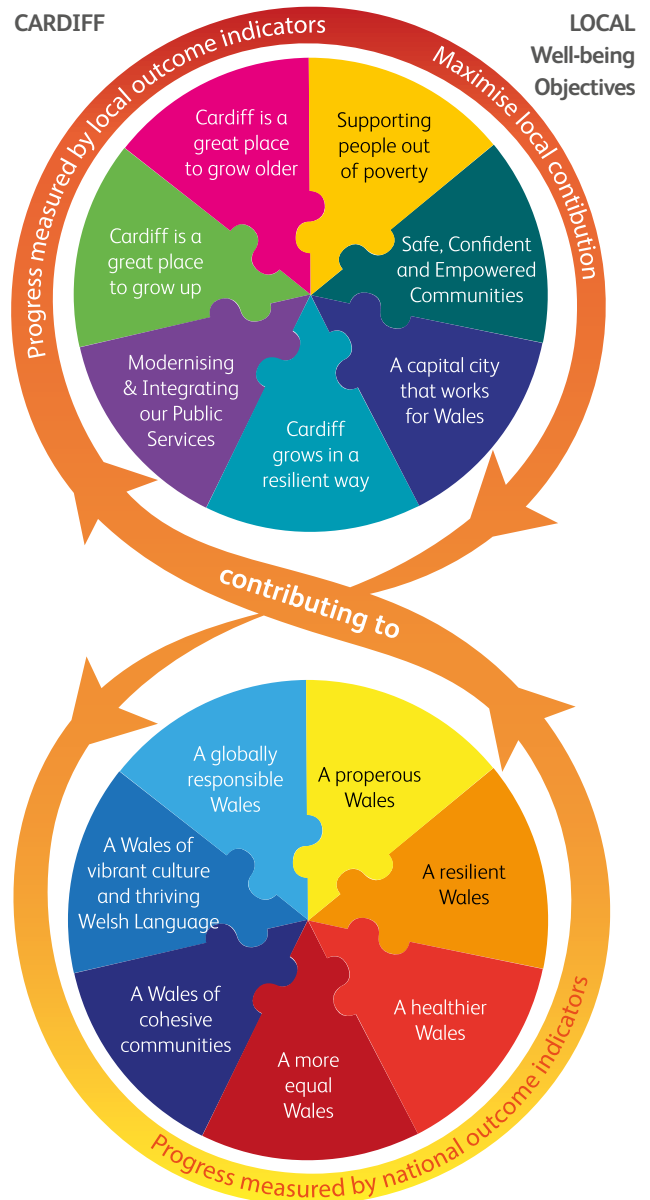 CARDIFF
LOCAL
Well-being
Objectives
Progress measured by local outcome indicators
Maximise local contibution
Cardiff is a
great place
to grow older
Supporting
people out
of poverty
Cardiff is a
great place
to grow up
Safe, Confident
and Empowered
Communities
Modernising
& Integrating
our Public
Services
A capital city
that works
for Wales
Cardiff
grows in a
resilient way
contributing to
A globally
responsible
Wales
A properous
Wales
A Wales of
vibrant culture
and thriving
Welsh Language
A resilient
Wales
A Wales of
cohesive
communities
A healthier
Wales
A more
equal
Wales
Progress measured by national outcome indicators